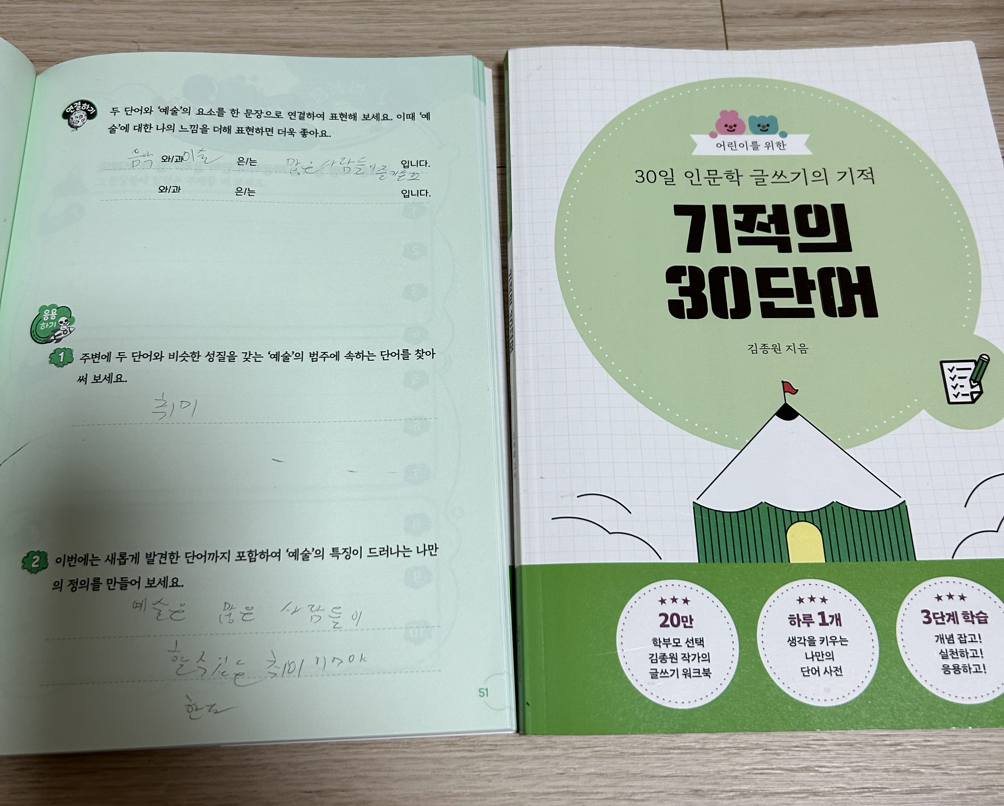 연결하기
두 단어와 '예술'의 요소를 한 문장으로 연결하여 표현해 보세요. 이때 '예
술'에 대한 나의 느낌을 더해 표현하면 더욱 좋아요.
음악 와/과 미술 은/는 많은 사람들이 입니다.
와/과 은/는 입니다.
응용
하기
1 주변에 두 단어와 비슷한 성질을 갖는 '예술'의 범주에 속하는 단어를 찾아
써 보세요.
취미
2 이번에는 새롭게 발견한 단어까지 포함하여 '예술'의 특징이 드러나는 나만
의 정의를 만들어 보세요.
예술은 많은 사람들이
할 수 있는 취미
51
어린이를 위한
30일 인문학 글쓰기의 기적
기적의
30단어
김종원 지음
20만
학부모 선택
김종원 작가의
글쓰기 워크북
하루 1개
생각을 키우는
나만의
단어 사전
3단계 학습
개념 잡고!
실천하고!
응용하고!